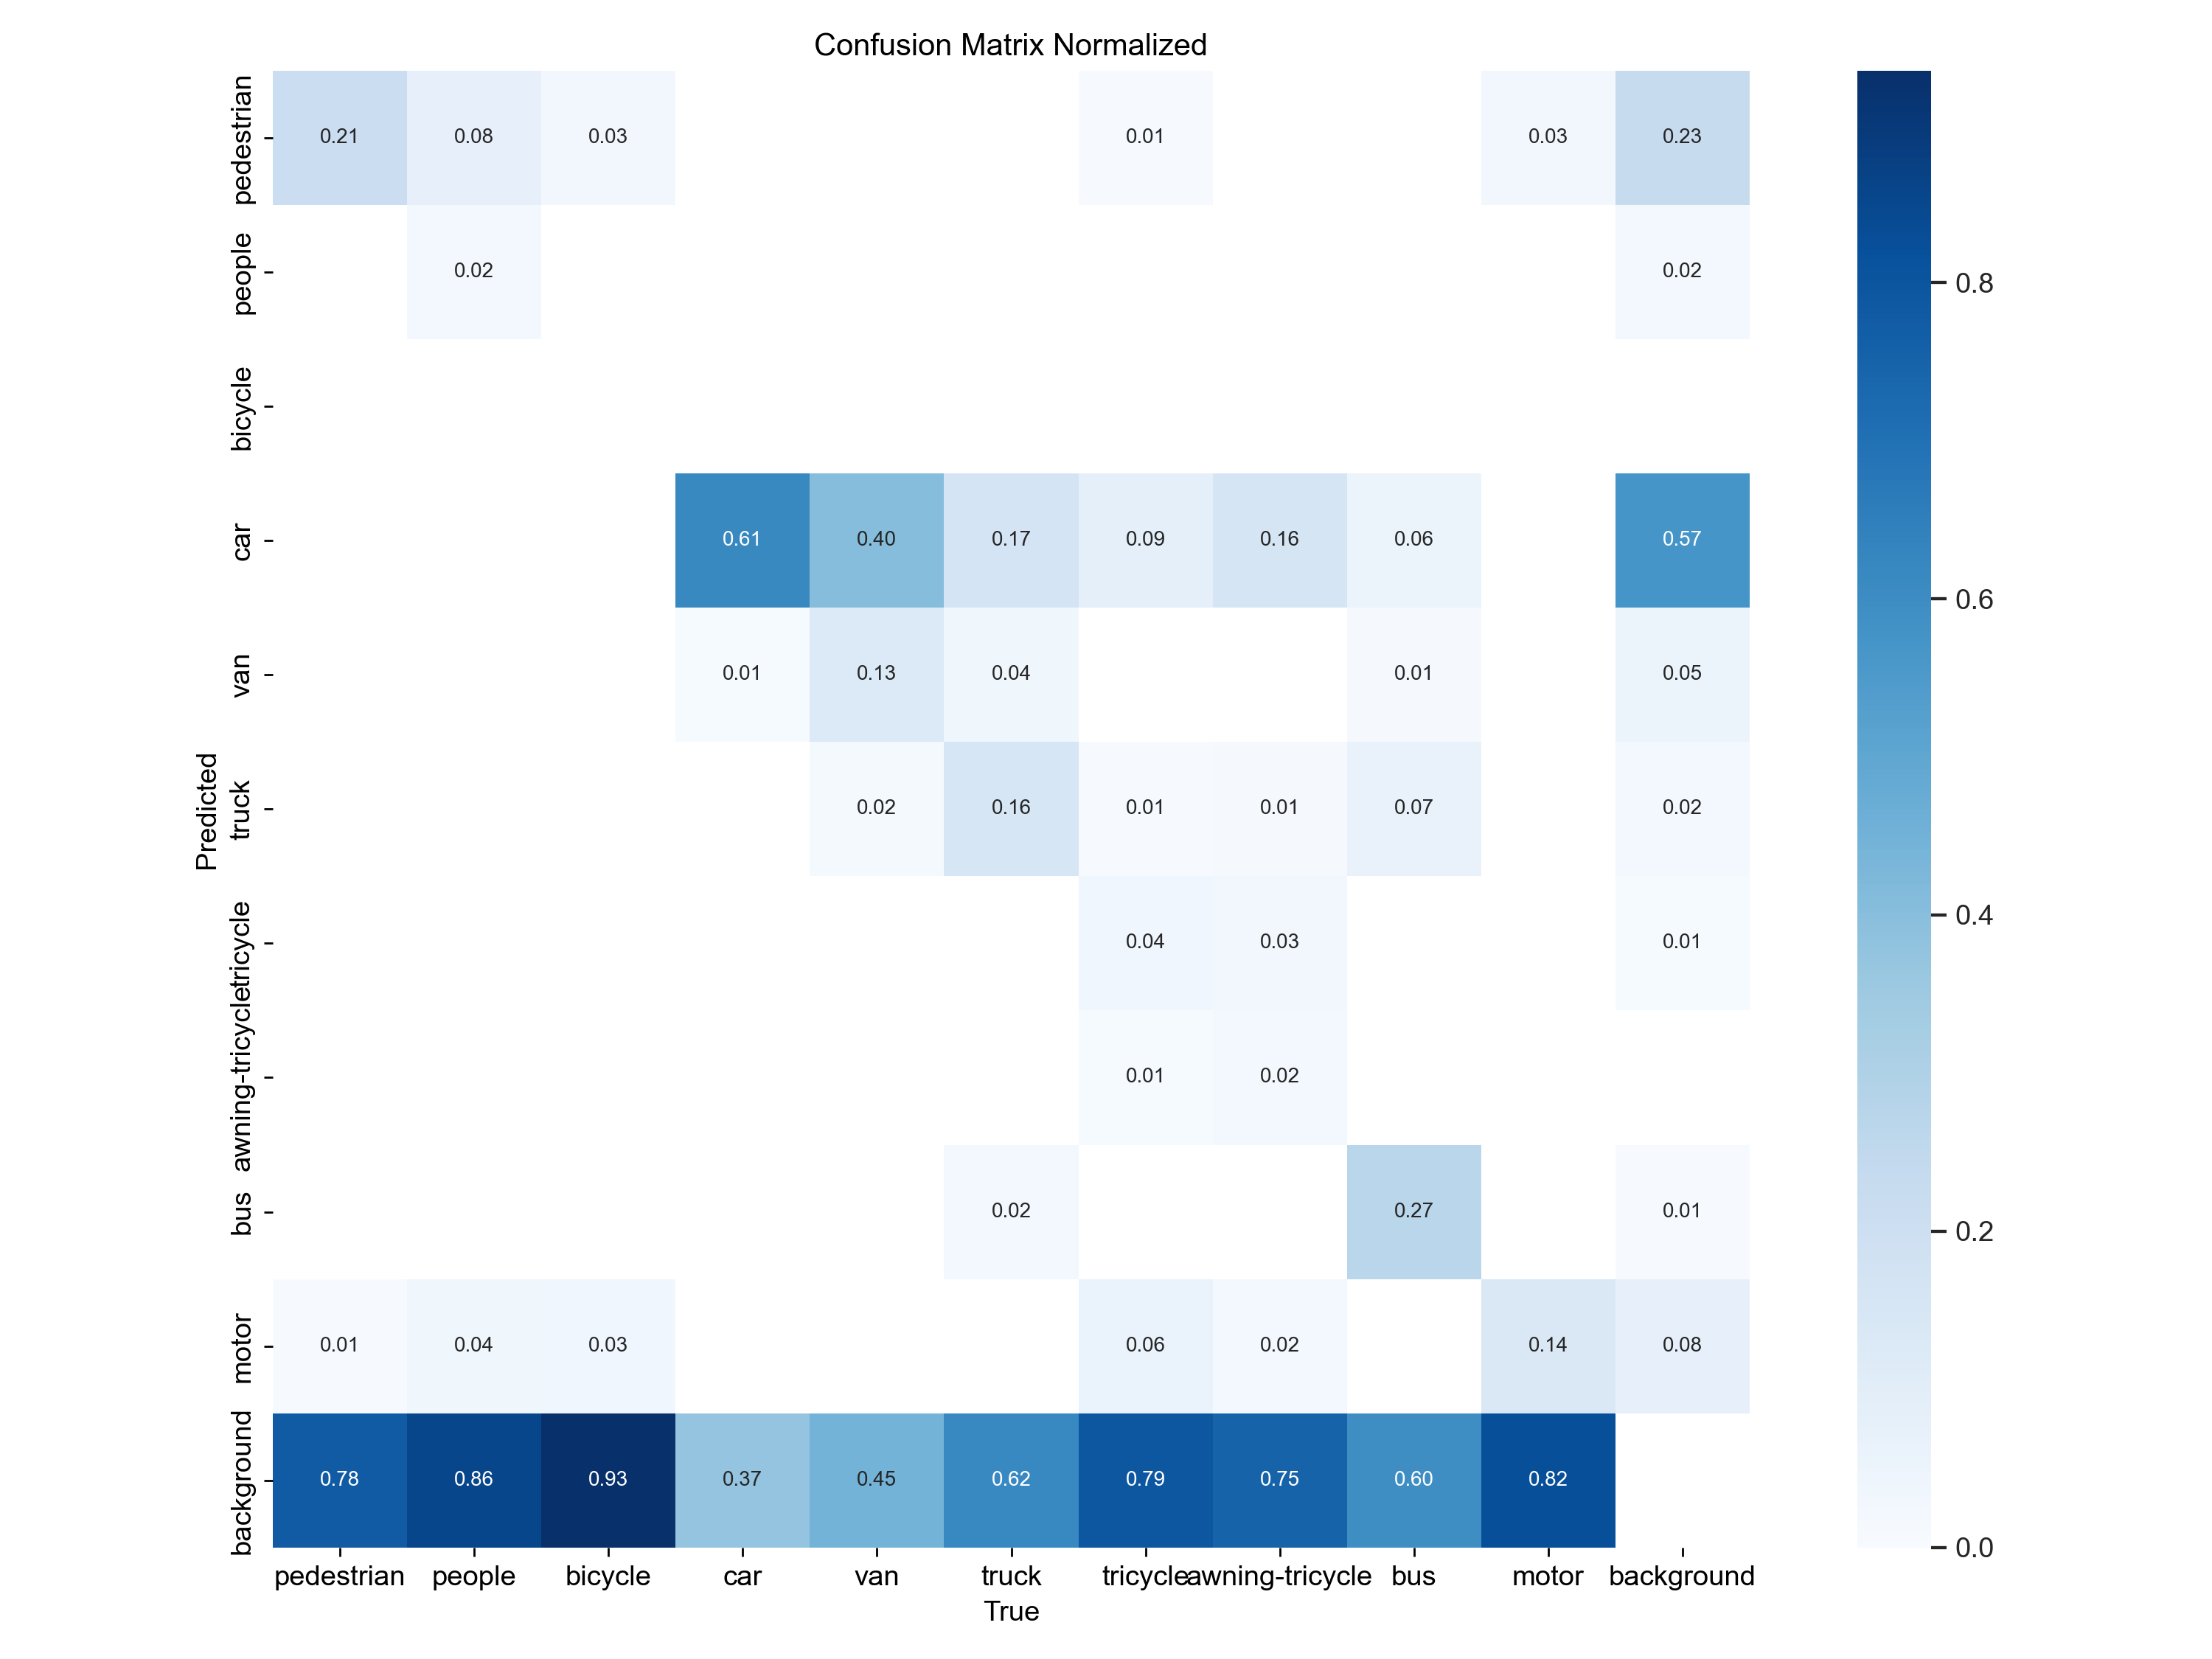 Confusion Matrix Normalized
pedestrian 0.21 0.08 0.03 0.01 0.03 0.23
people 0.02 0.02
bicycle
car 0.61 0.40 0.17 0.09 0.16 0.06 0.57
van 0.01 0.13 0.04 0.01 0.05
truck 0.02 0.16 0.01 0.01 0.07 0.02
tricycle 0.04 0.03 0.01
awning-tricycle 0.01 0.02
bus 0.02 0.27 0.01
motor 0.01 0.04 0.03 0.06 0.02 0.14 0.08
background 0.78 0.86 0.93 0.37 0.45 0.62 0.79 0.75 0.60 0.82
Predicted
pedestrian people bicycle car van truck tricycle awning-tricycle bus motor background
True
0.8
0.6
0.4
0.2
0.0